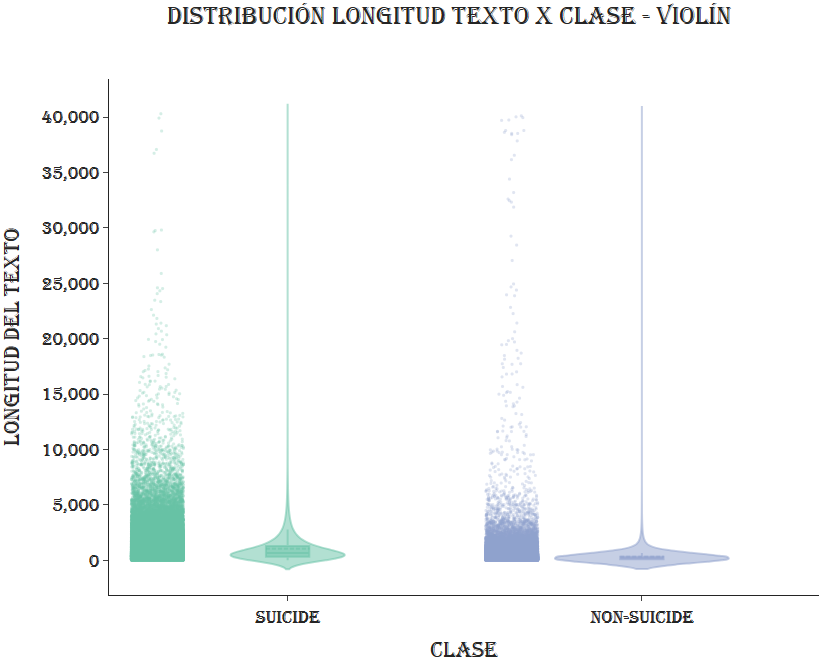 DISTRIBUCIÓN LONGITUD TEXTO X CLASE - VIOLÍN
LONGITUD DEL TEXTO
40,000
35,000
30,000
25,000
20,000
15,000
10,000
5,000
0
SUICIDE
NON-SUICIDE
CLASE